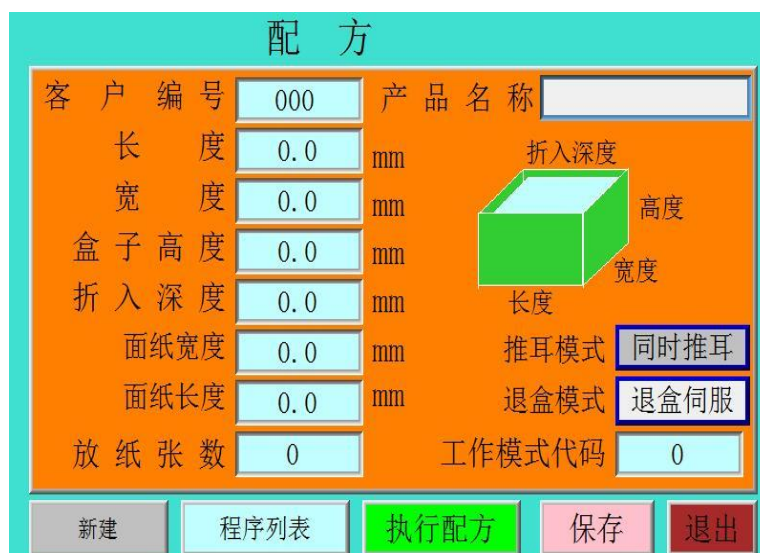 配 方
客 户 编 号 000 产 品 名 称
长 度 0.0 mm
折入深度
宽 度 0.0 mm
高度
盒 子 高 度 0.0 mm
宽度
折 入 深 度 0.0 mm
长度
面纸宽度 0.0 mm 推耳模式 同时推耳
面纸长度 0.0 mm 退盒模式 退盒伺服
放 纸 张 数 0 工作模式代码 0
新建 程序列表 执行配方 保存 退出